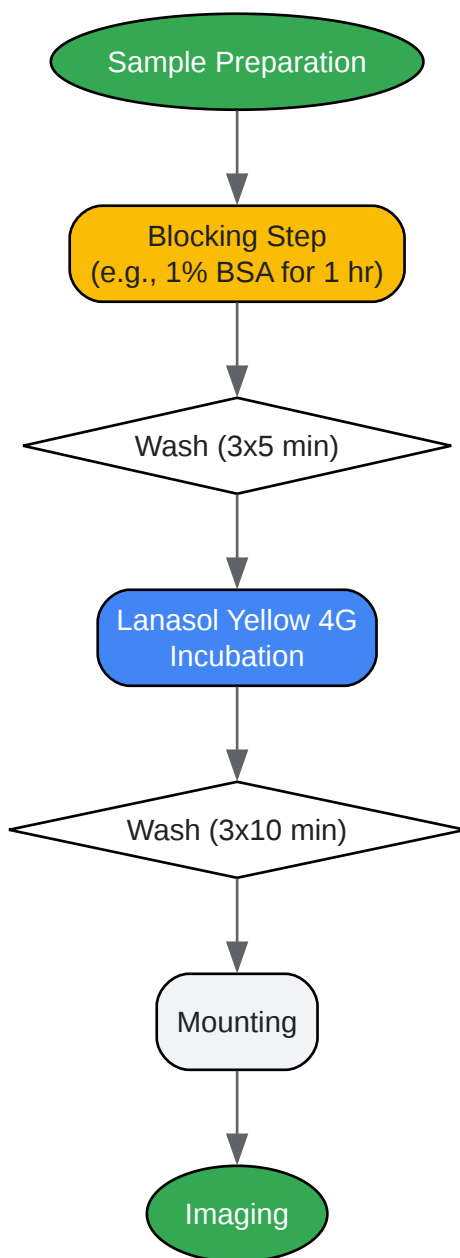 Sample Preparation
Blocking Step
(e.g., 1% BSA for 1 hr)
Wash (3x5 min)
Lanasol Yellow 4G
Incubation
Wash (3x10 min)
Mounting
Imaging